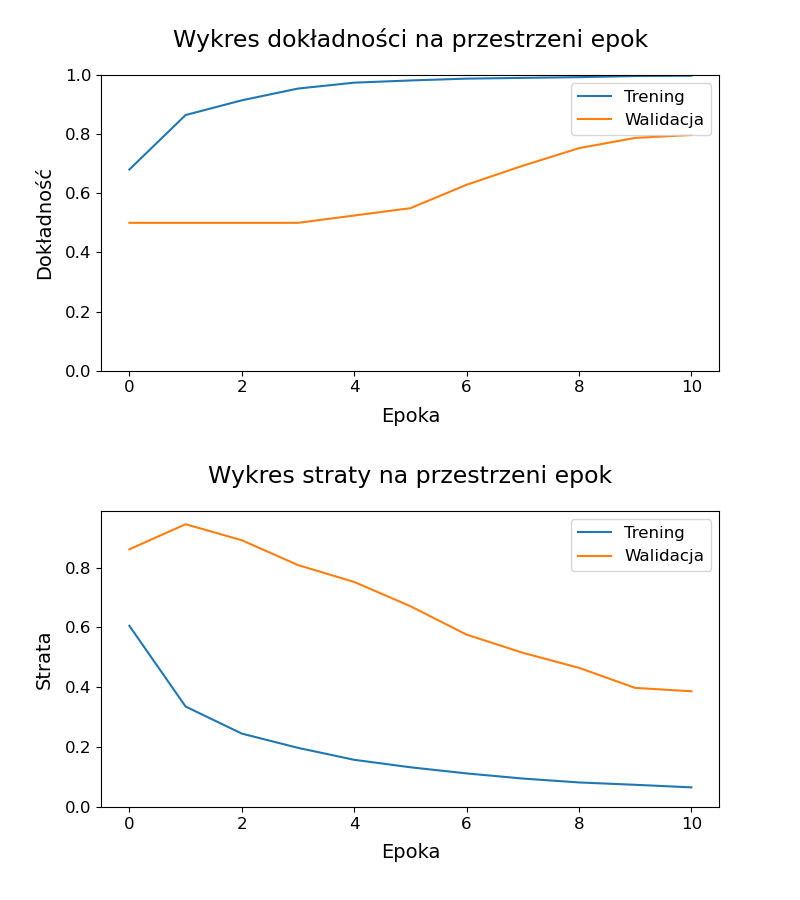 Wykres dokładności na przestrzeni epok
1.0
0.8
0.6
0.4
0.2
0.0
Dokładność
Trening
Walidacja
0 2 4 6 8 10
Epoka
Wykres straty na przestrzeni epok
0.8
0.6
0.4
0.2
0.0
Strata
Trening
Walidacja
0 2 4 6 8 10
Epoka